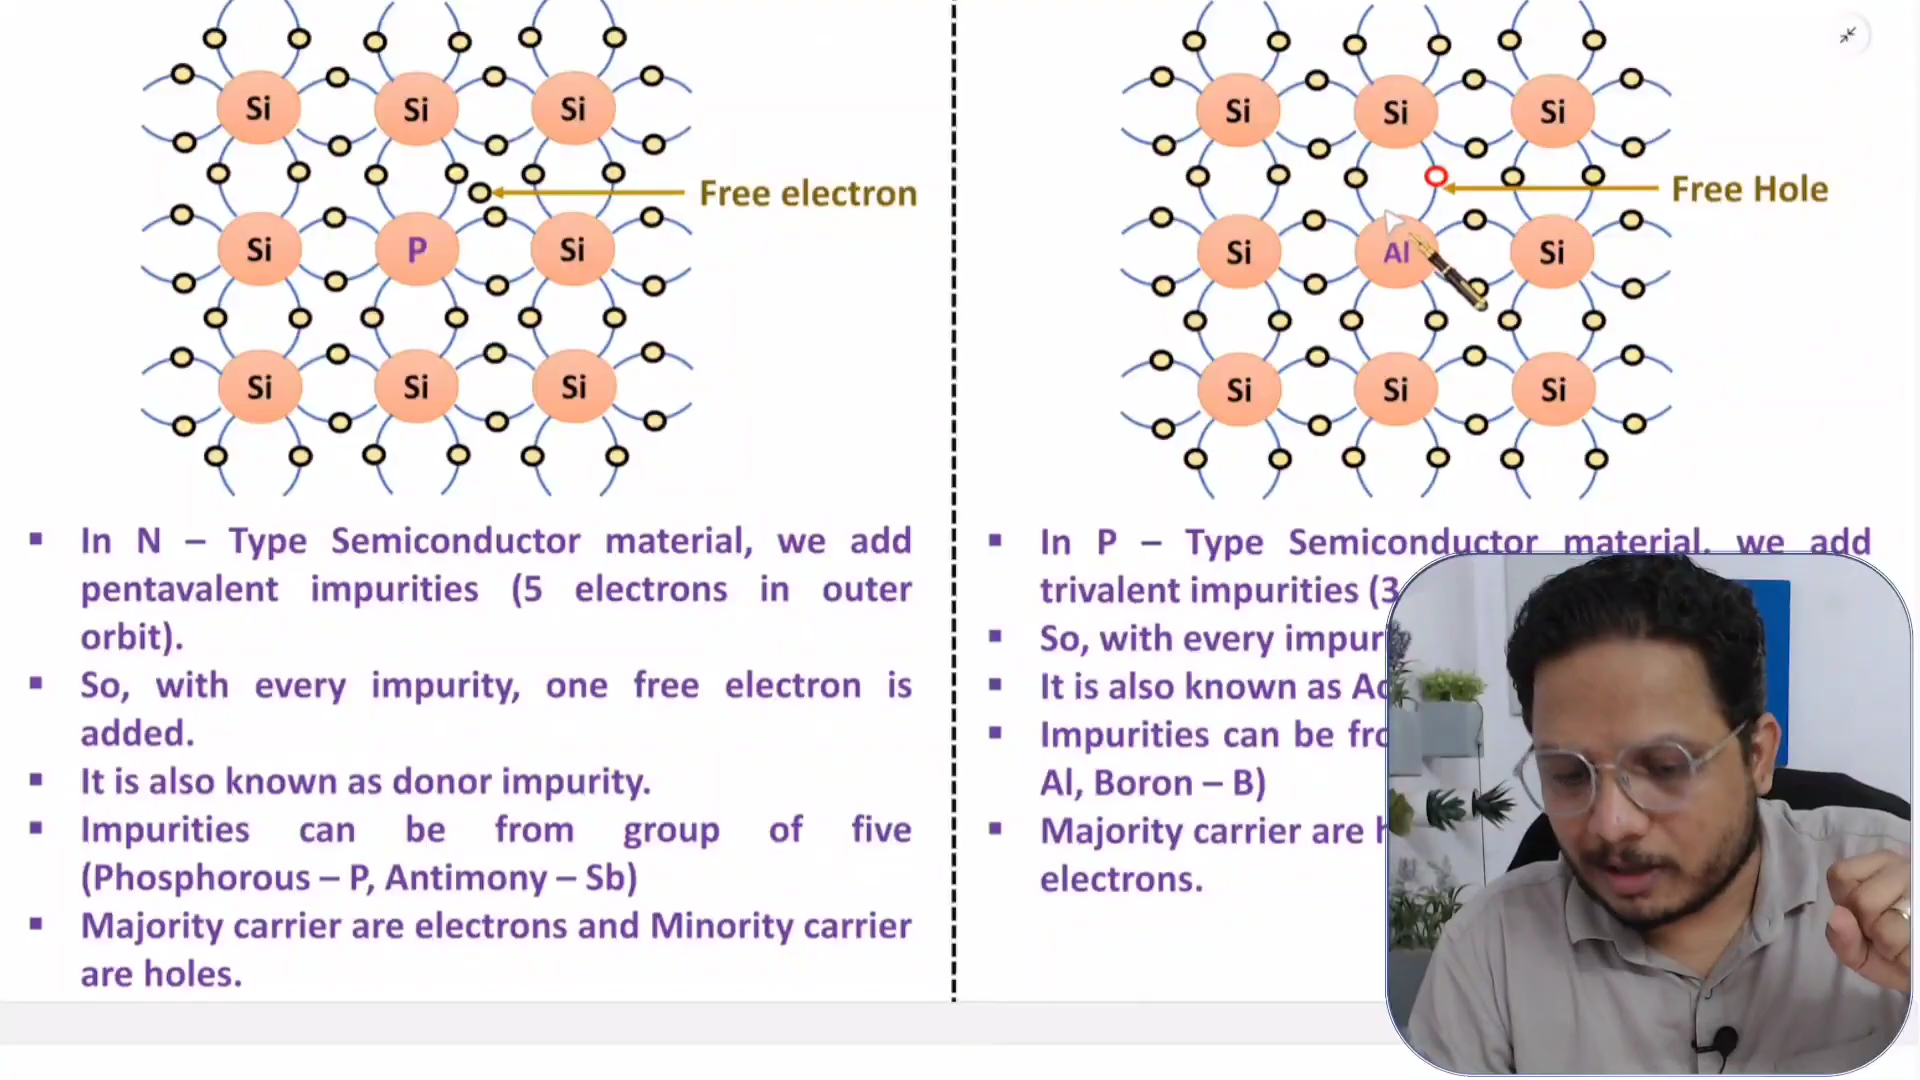 Si Si Si
Free electron
Si P Si
Si Si Si
In N – Type Semiconductor material, we add
pentavalent impurities (5 electrons in outer
orbit).
So, with every impurity, one free electron is
added.
It is also known as donor impurity.
Impurities can be from group of five
(Phosphorous – P, Antimony – Sb)
Majority carrier are electrons and Minority carrier
are holes.
Si Si Si
Free Hole
Si Al Si
Si Si Si
In P – Type Semiconductor material, we add
trivalent impurities (3
So, with every
It is also known as
Impurities can be
Al, Boron – B)
Majority carrier are
electrons.